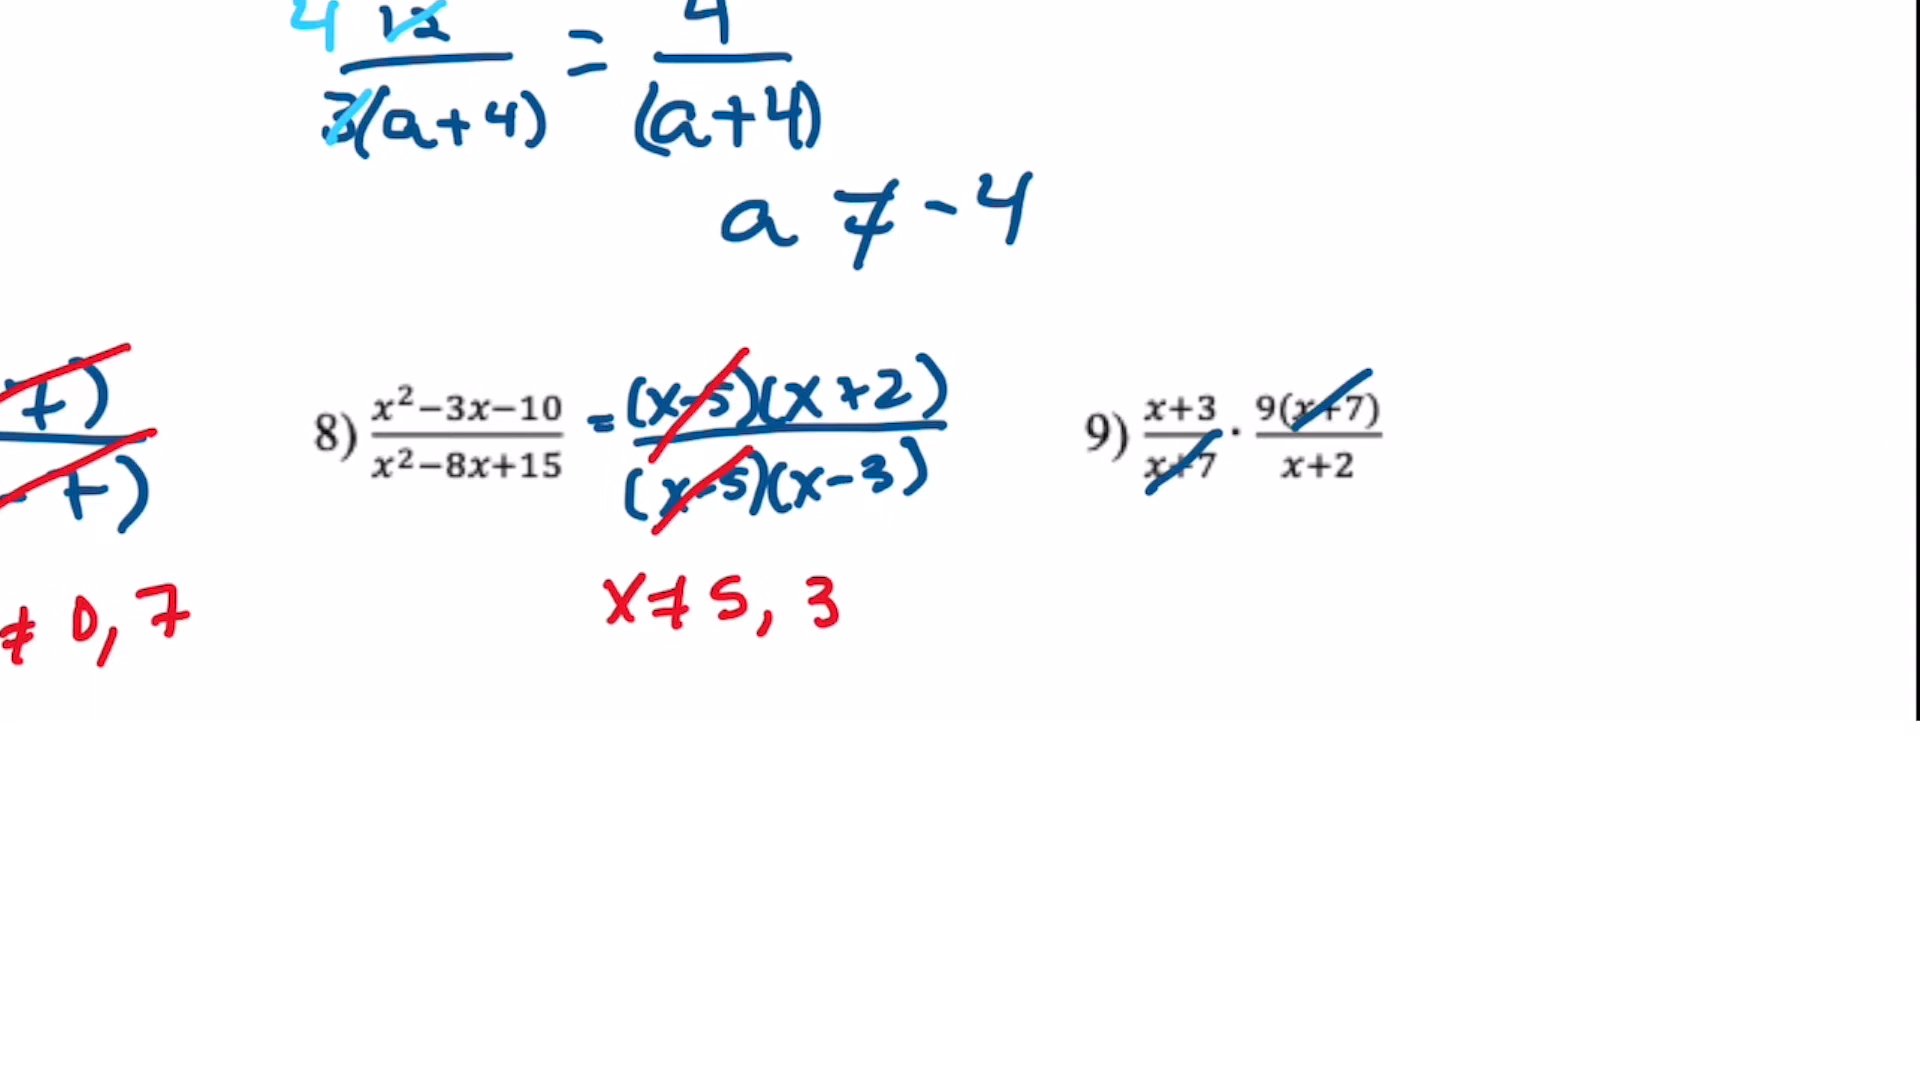 4 12 / 3(a+4) = 4 / (a+4)
a ≠ -4
+)
- +)
≠ 0, 7
8) x²−3x−10 / x²−8x+15 = (x-5)(x+2) / (x-5)(x-3)
x ≠ 5, 3
9) x+3 / x+7 · 9(x+7) / x+2